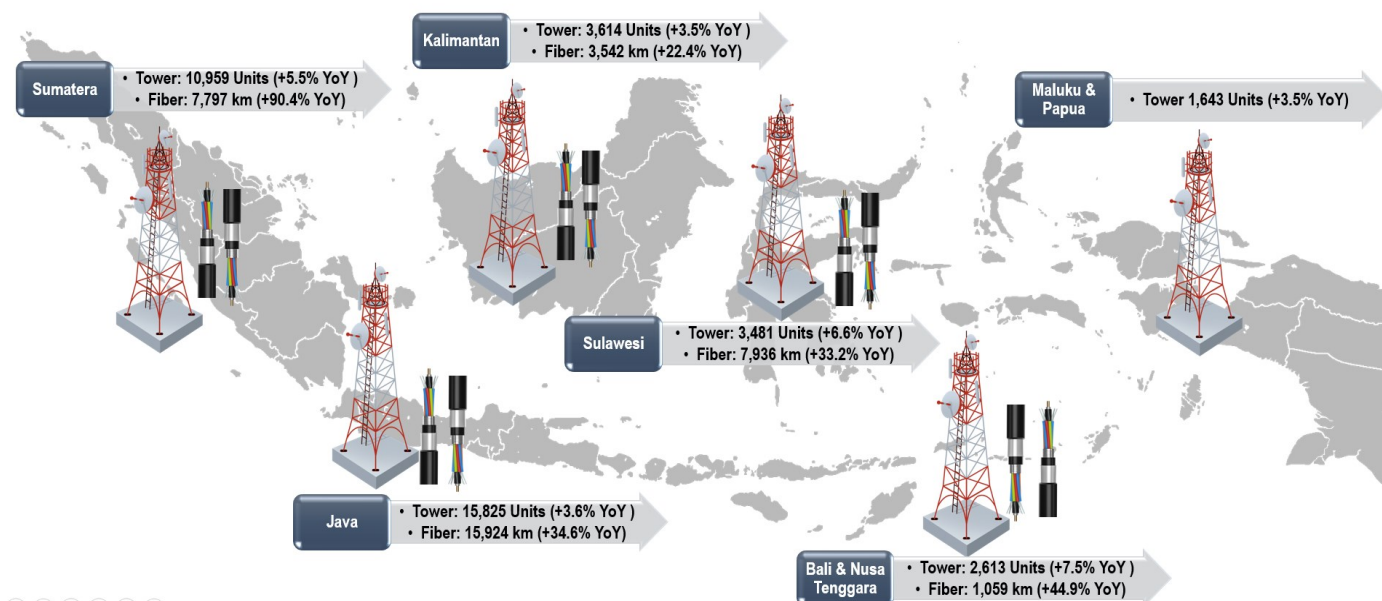 Kalimantan
• Tower: 3,614 Units (+3.5% YoY )
• Fiber: 3,542 km (+22.4% YoY)
Sumatera
• Tower: 10,959 Units (+5.5% YoY )
• Fiber: 7,797 km (+90.4% YoY)
Maluku &
Papua
• Tower 1,643 Units (+3.5% YoY)
Sulawesi
• Tower: 3,481 Units (+6.6% YoY )
• Fiber: 7,936 km (+33.2% YoY)
Java
• Tower: 15,825 Units (+3.6% YoY )
• Fiber: 15,924 km (+34.6% YoY)
Bali & Nusa
Tenggara
• Tower: 2,613 Units (+7.5% YoY )
• Fiber: 1,059 km (+44.9% YoY)